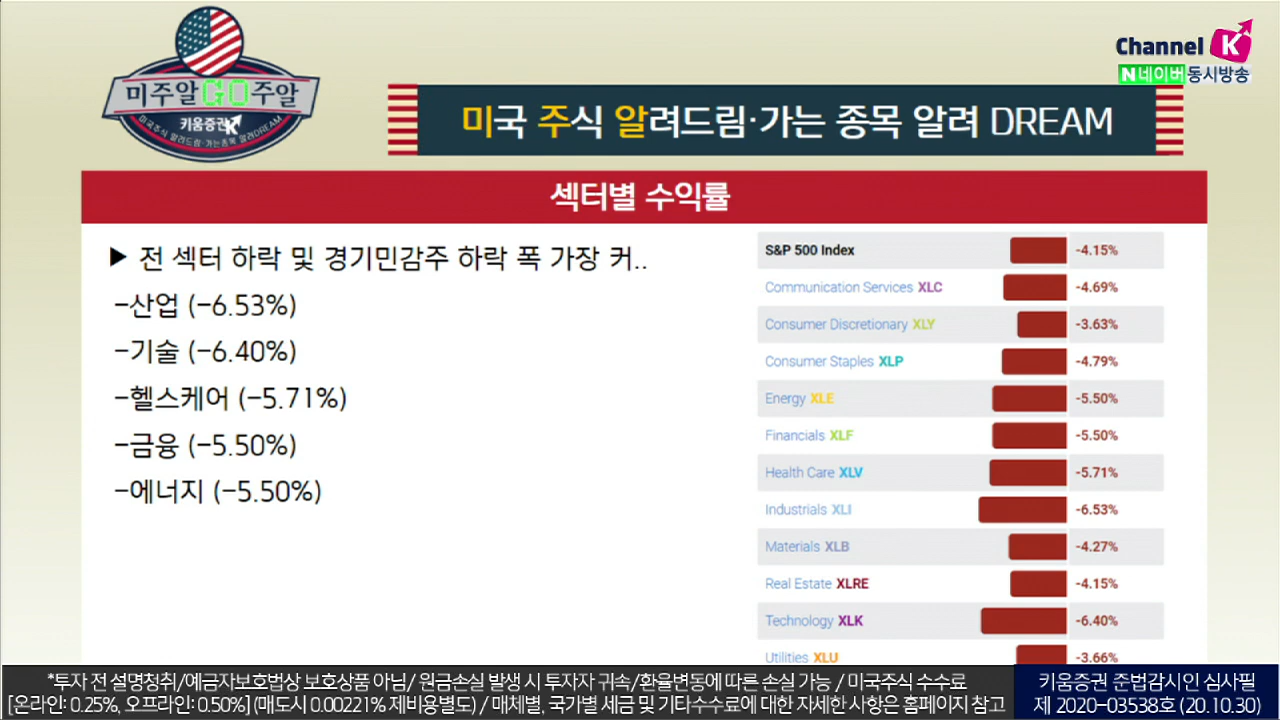 미주알GO주알
키움증권K
미국주식 알려드림·가는종목 알려DREAM
Channel K
N네이버 동시방송
미국 주식 알려드림·가는 종목 알려 DREAM
섹터별 수익률
▶ 전 섹터 하락 및 경기민감주 하락 폭 가장 커..
-산업 (-6.53%)
-기술 (-6.40%)
-헬스케어 (-5.71%)
-금융 (-5.50%)
-에너지 (-5.50%)
S&P 500 Index -4.15%
Communication Services XLC -4.69%
Consumer Discretionary XLY -3.63%
Consumer Staples XLP -4.79%
Energy XLE -5.50%
Financials XLF -5.50%
Health Care XLV -5.71%
Industrials XLI -6.53%
Materials XLB -4.27%
Real Estate XLRE -4.15%
Technology XLK -6.40%
Utilities XLU -3.66%
*투자 전 설명청취/예금자보호법상 보호상품 아님/ 원금손실 발생 시 투자자 귀속/환율변동에 따른 손실 가능 / 미국주식 수수료
[온라인: 0.25%, 오프라인: 0.50%] (매도시 0.00221% 제비용별도) / 매체별, 국가별 세금 및 기타수수료에 대한 자세한 사항은 홈페이지 참고
키움증권 준법감시인 심사필
제 2020-03538호 (20.10.30)